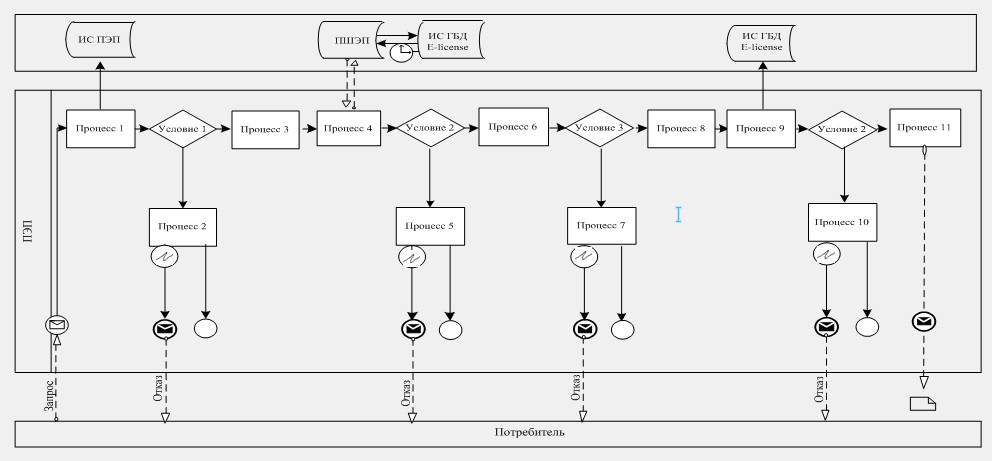 ИС ПЭП
ПШЭП
ИС ГБД
E-license
ИС ГБД
E-license
Процесс 1
Условие 1
Процесс 3
Процесс 4
Условие 2
Процесс 6
Условие 3
Процесс 8
Процесс 9
Условие 2
Процесс 11
Процесс 2
Процесс 5
Процесс 7
Процесс 10
ПЭП
Запрос
Отказ
Отказ
Отказ
Отказ
Потребитель